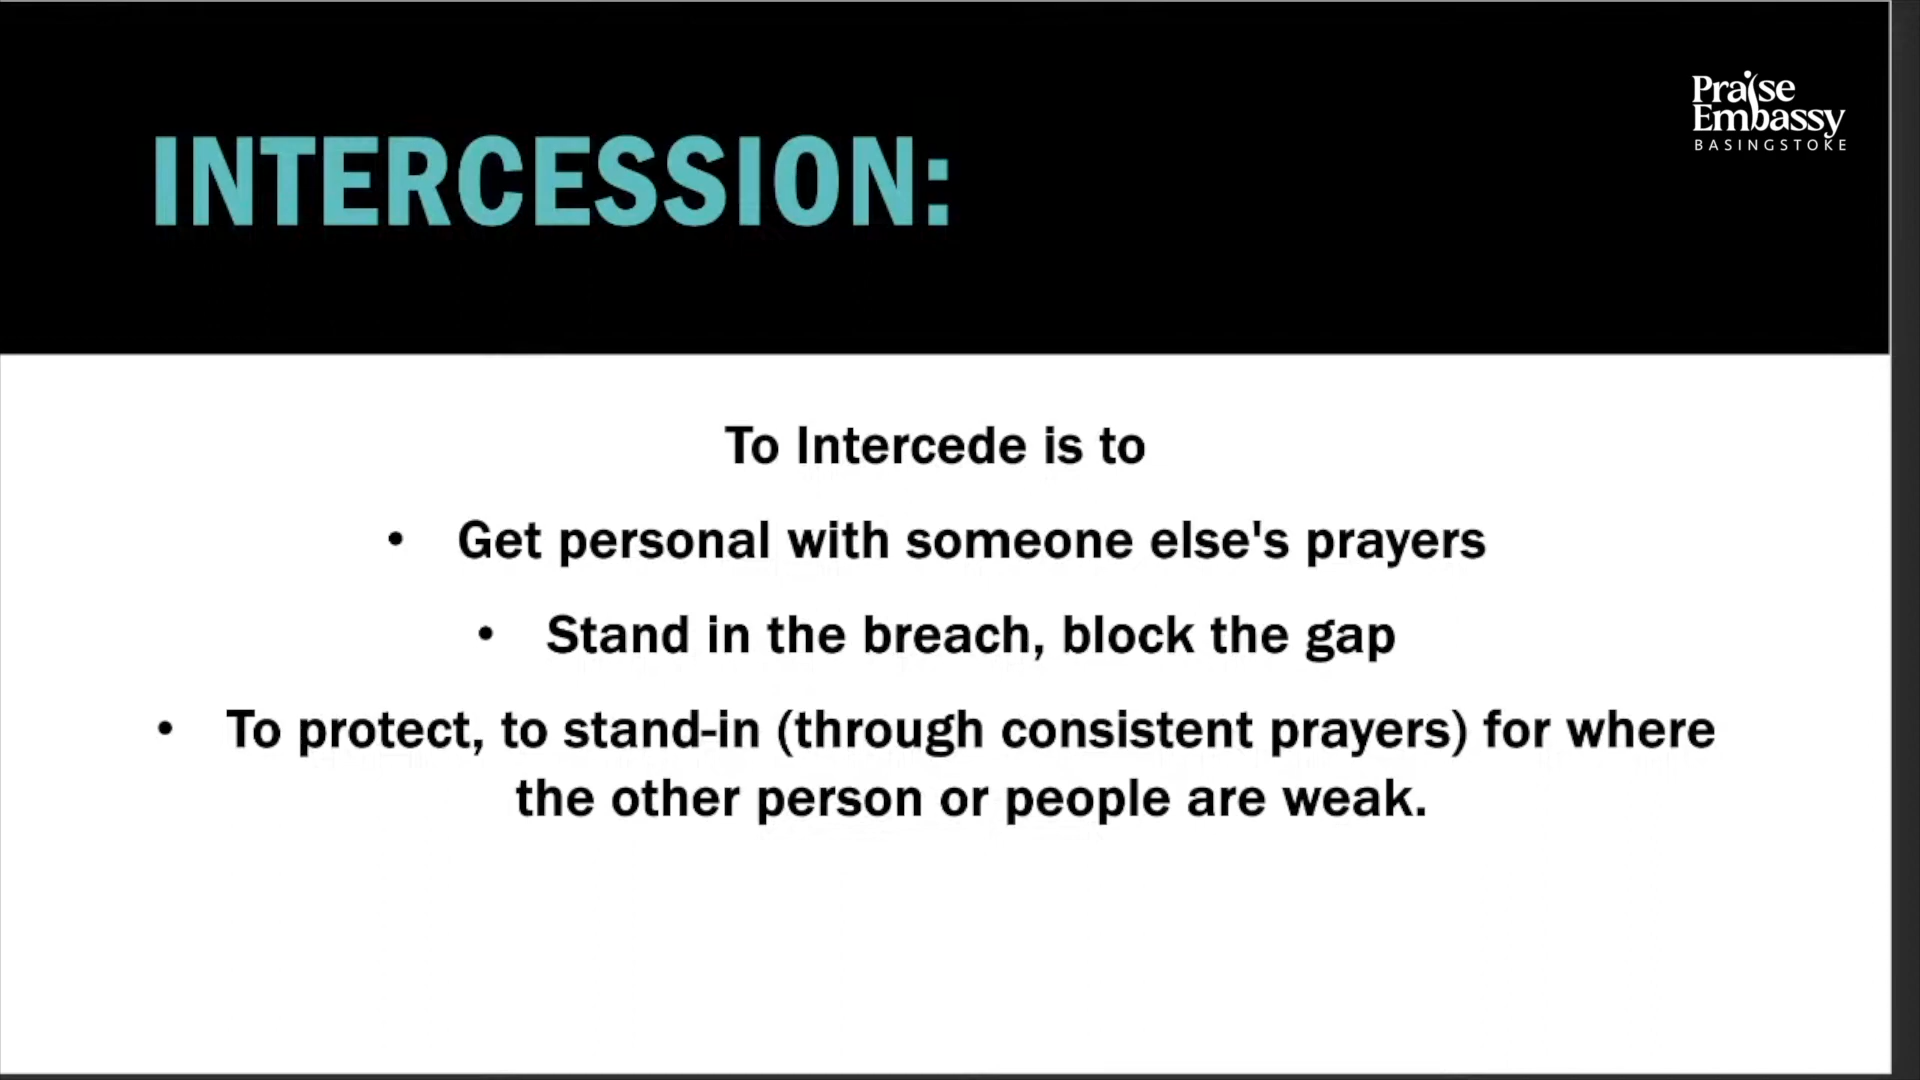 Praise
Embassy
BASINGSTOKE
INTERCESSION:
To Intercede is to
• Get personal with someone else's prayers
• Stand in the breach, block the gap
• To protect, to stand-in (through consistent prayers) for where
the other person or people are weak.